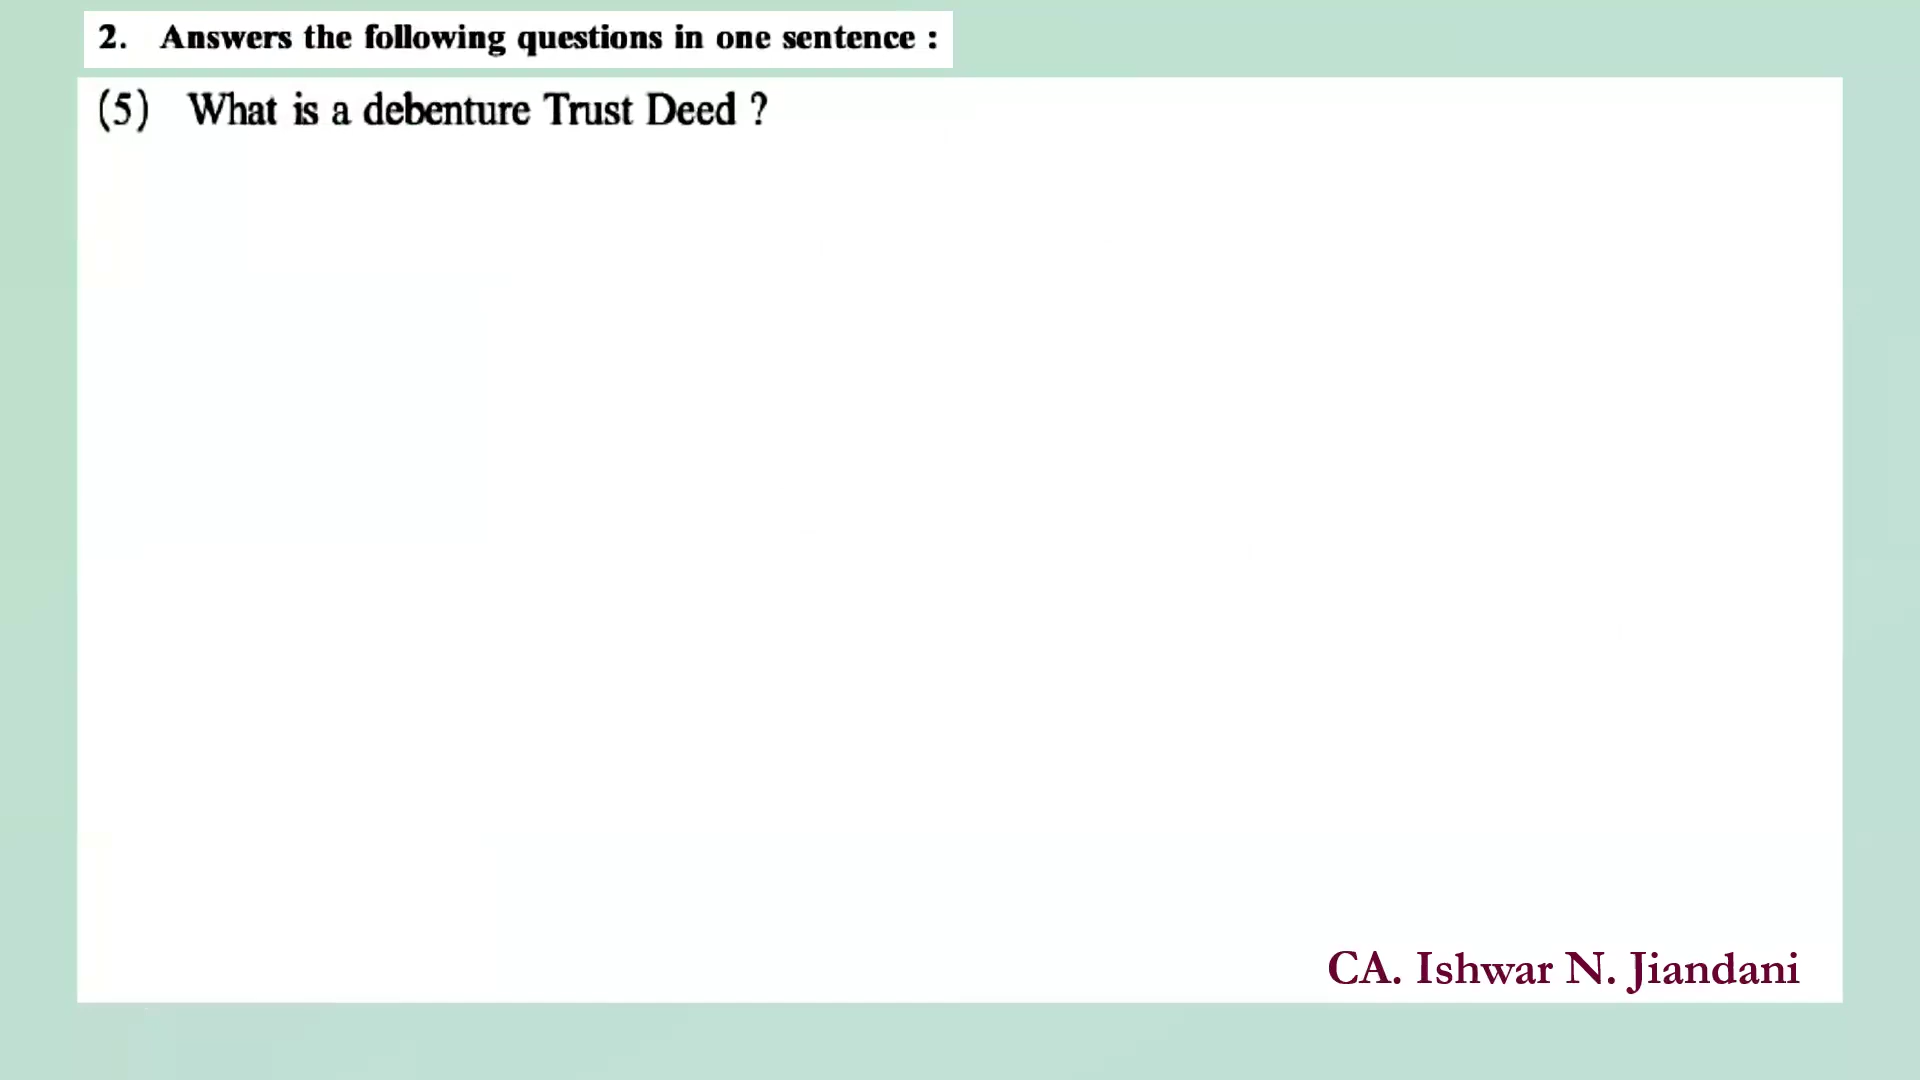 2. Answers the following questions in one sentence :
(5) What is a debenture Trust Deed ?
CA. Ishwar N. Jiandani